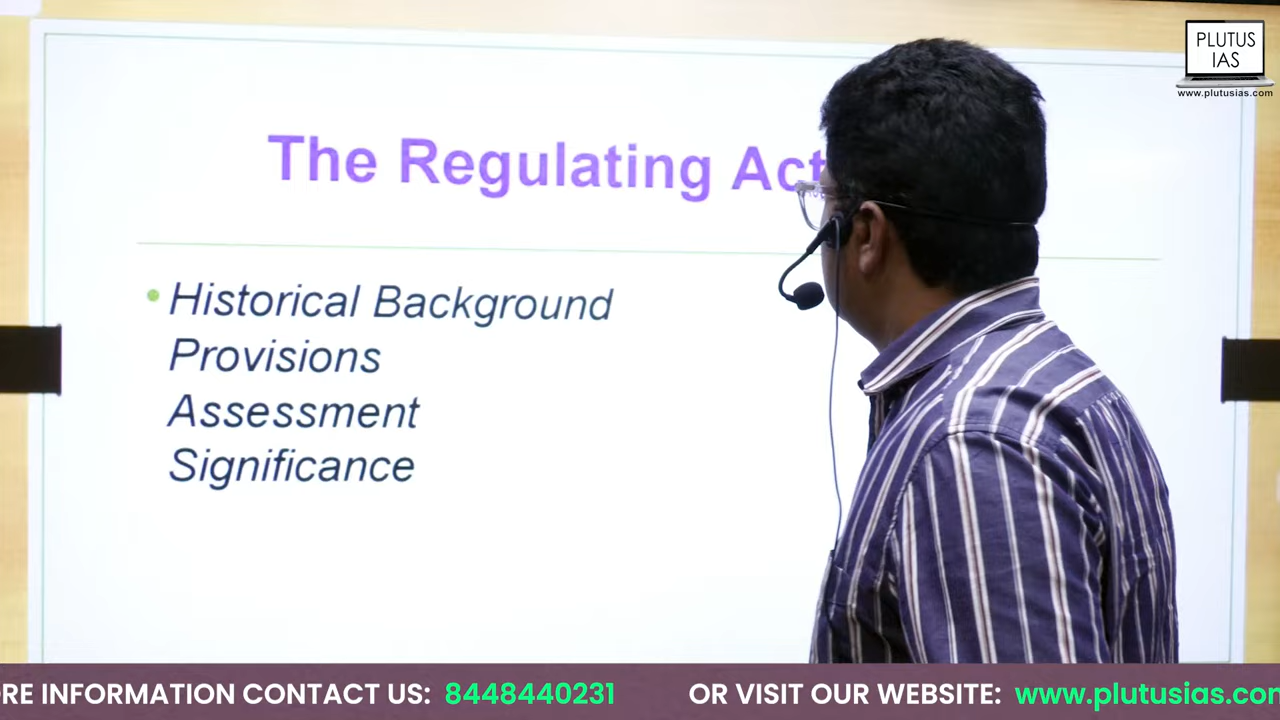 PLUTUS
IAS
www.plutusias.com
The Regulating Act
• Historical Background
Provisions
Assessment
Significance
RE INFORMATION CONTACT US: 8448440231 OR VISIT OUR WEBSITE: www.plutusias.com